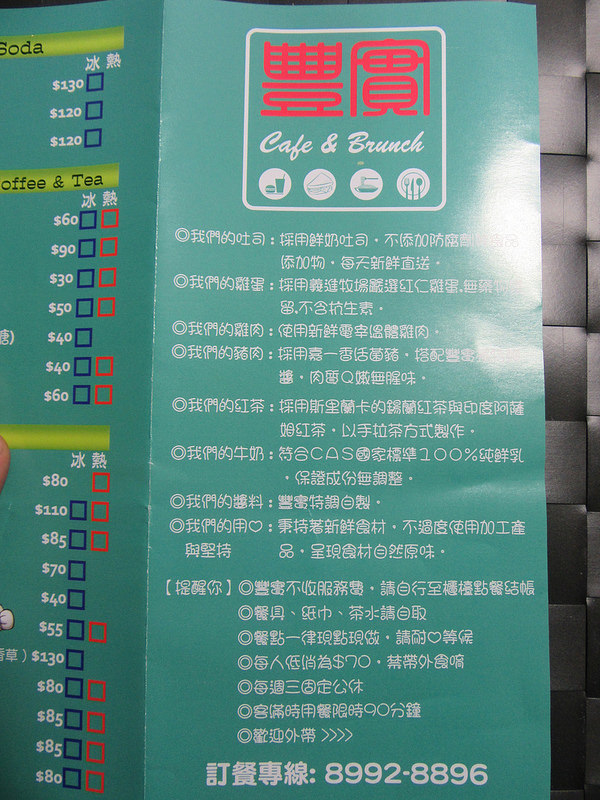 Soda
冰 熱
$130
$120
$120
offee & Tea
冰 熱
$60
$90
$30
$50
糖)
$40
$40
$60
冰 熱
$80
$110
$85
$70
$40
$55
香草) $130
$80
$85
$85
$80
豐實
Cafe & Brunch
◎我們的吐司：採用鮮奶吐司，不添加防腐劑
添加物，每天新鮮直送。
◎我們的雞蛋：採用義進牧場嚴選紅仁雞蛋,無藥物
留,不含抗生素。
◎我們的雞肉：使用新鮮電宰溫體雞肉。
◎我們的豬肉：採用嘉一香活菌豬，搭配豐實
醬，肉質Q嫩無腥味。
◎我們的紅茶：採用斯里蘭卡的錫蘭紅茶與印度阿薩
姆紅茶，以手拉茶方式製作。
◎我們的牛奶：符合CAS國家標準100%純鮮乳
，保證成份無調整。
◎我們的醬料：豐實特調自製。
◎我們的用♡：秉持著新鮮食材，不過度使用加工產
與堅持 品，呈現食材自然原味。
【提醒你】◎豐實不收服務費，請自行至櫃檯點餐結帳
◎餐具、紙巾、茶水請自取
◎餐點一律現點現做，請耐♡等候
◎每人低消為$70，禁帶外食唷
◎每週三固定公休
◎客滿時用餐限時90分鐘
◎歡迎外帶 >>>>
訂餐專線: 8992-8896